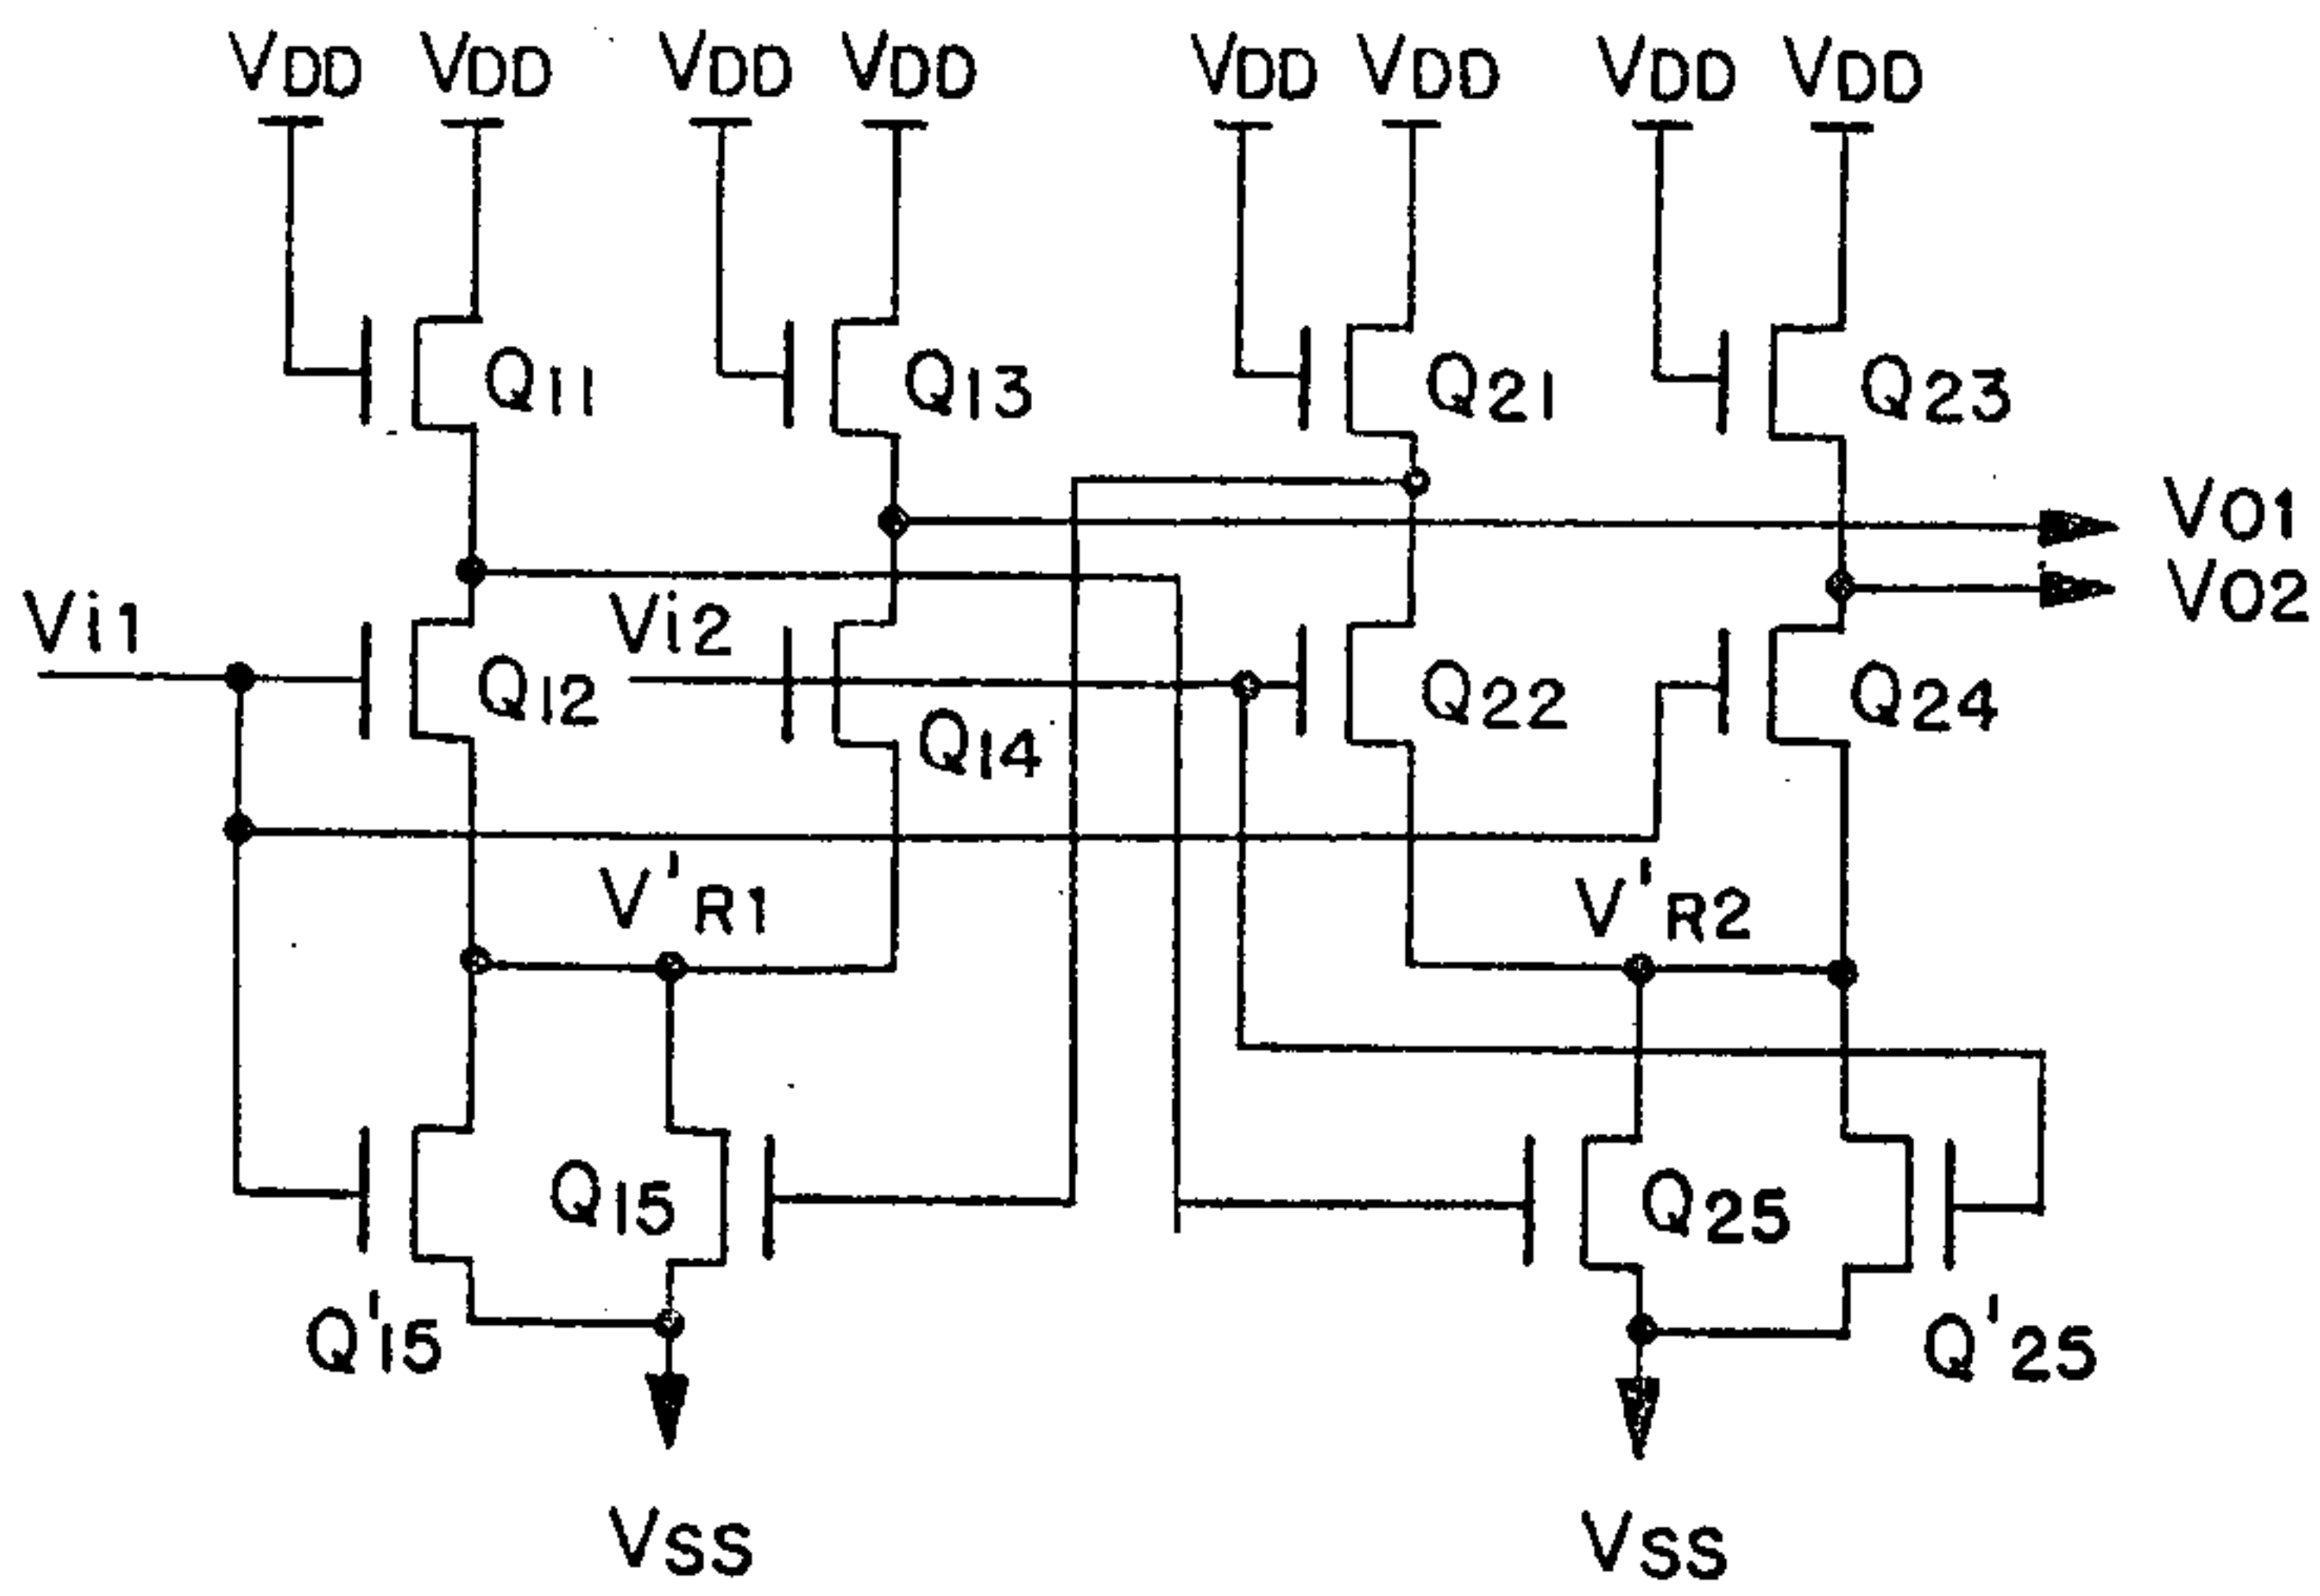 VDD VDD VDD VDD VDD VDD VDD VDD
Q11 Q13 Q21 Q23
VO1
VO2
Vi1 Vi2
Q12 Q14 Q22 Q24
V'R1 V'R2
Q15 Q25
Q'15 Q'25
VSS VSS